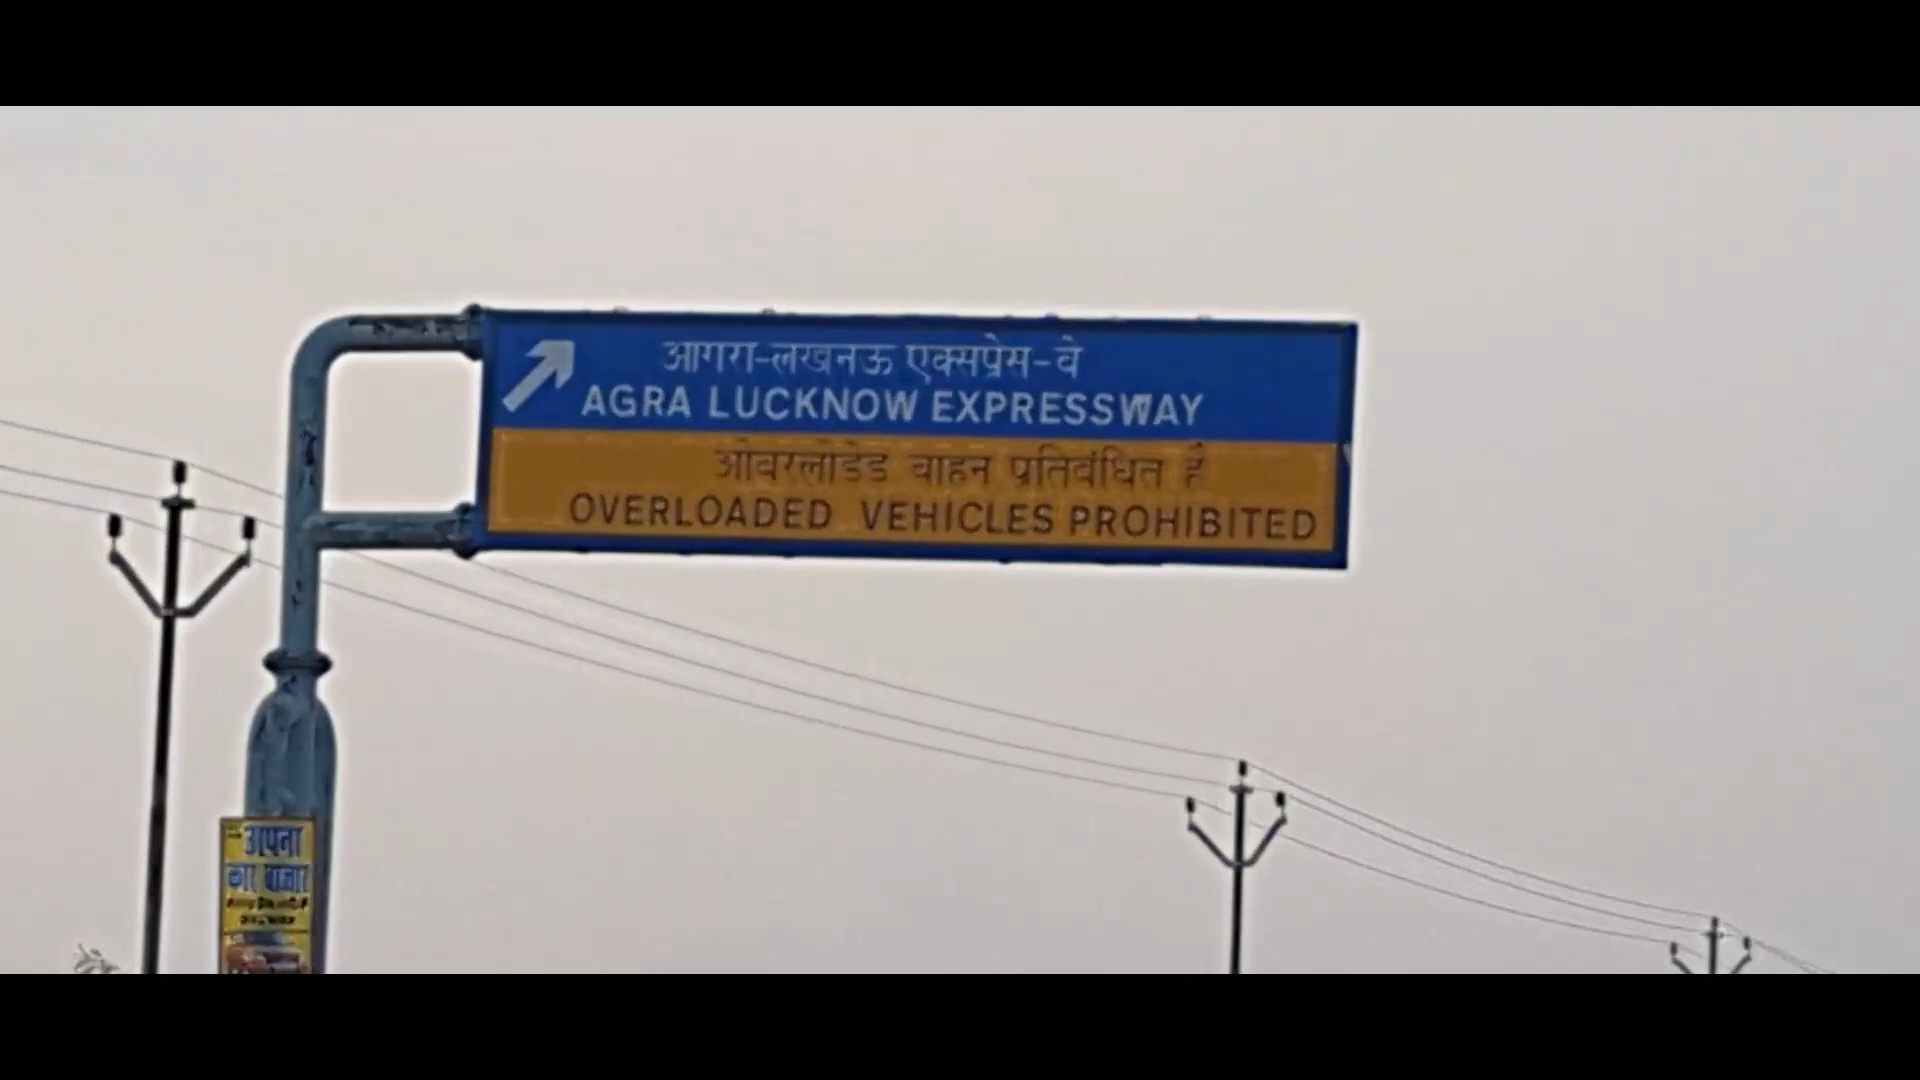 आगरा-लखनऊ एक्सप्रेस-वे
AGRA LUCKNOW EXPRESSWAY
ओवरलोडेड वाहन प्रतिबंधित है
OVERLOADED VEHICLES PROHIBITED
अपना
कार बाजार